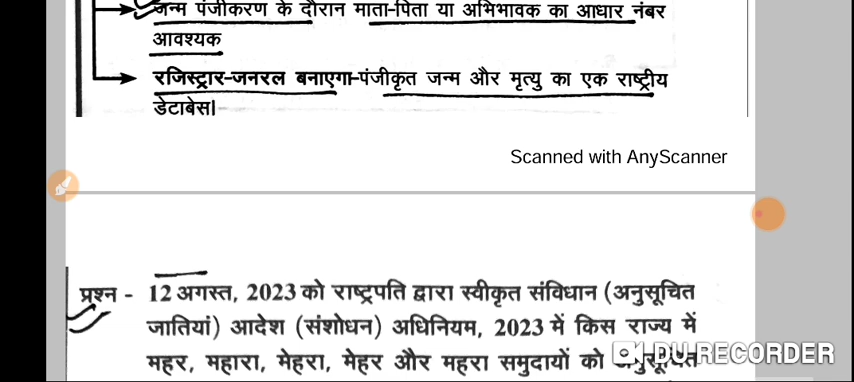 जन्म पंजीकरण के दौरान माता-पिता या अभिभावक का आधार नंबर
आवश्यक
रजिस्ट्रार-जनरल बनाएगा-पंजीकृत जन्म और मृत्यु का एक राष्ट्रीय
डेटाबेस।
Scanned with AnyScanner
प्रश्न - 12 अगस्त, 2023 को राष्ट्रपति द्वारा स्वीकृत संविधान (अनुसूचित
जातियां) आदेश (संशोधन) अधिनियम, 2023 में किस राज्य में
महर, महारा, मेहरा, मेहर और महरा समुदायों को अनुसूचित
DU RECORDER